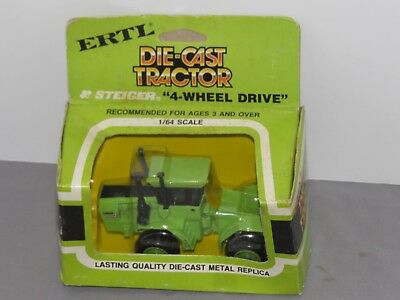 ERTL
DIE-CAST
TRACTOR
STEIGER® "4-WHEEL DRIVE"
RECOMMENDED FOR AGES 3 AND OVER
1/64 SCALE
LASTING QUALITY DIE-CAST METAL REPLICA